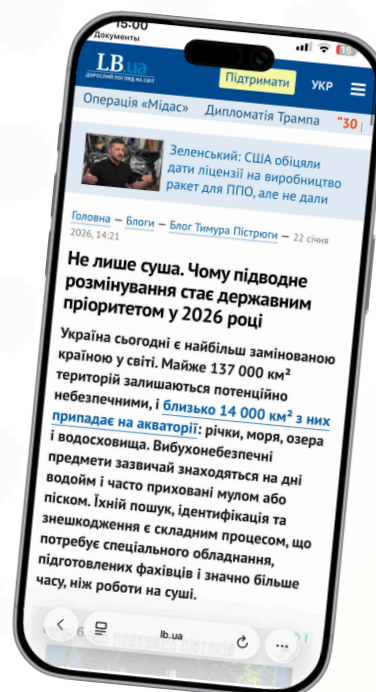 15:00
Документы
15
LB.ua
ДОРОСЛИЙ ПОГЛЯД НА СВІТ
Підтримати
УКР
Операція «Мідас» Дипломатія Трампа "30
Зеленський: США обіцяли
дати ліцензії на виробництво
ракет для ППО, але не дали
Головна — Блоги — Блог Тимура Пістрюги — 22 січня
2026, 14:21
Не лише суша. Чому підводне
розмінування стає державним
пріоритетом у 2026 році
Україна сьогодні є найбільш замінованою
країною у світі. Майже 137 000 км²
територій залишаються потенційно
небезпечними, і близько 14 000 км² з них
припадає на акваторії: річки, моря, озера
і водосховища. Вибухонебезпечні
предмети зазвичай знаходяться на дні
водойм і часто приховані мулом або
піском. Їхній пошук, ідентифікація та
знешкодження є складним процесом, що
потребує спеціального обладнання,
підготовлених фахівців і значно більше
часу, ніж роботи на суші.
lb.ua